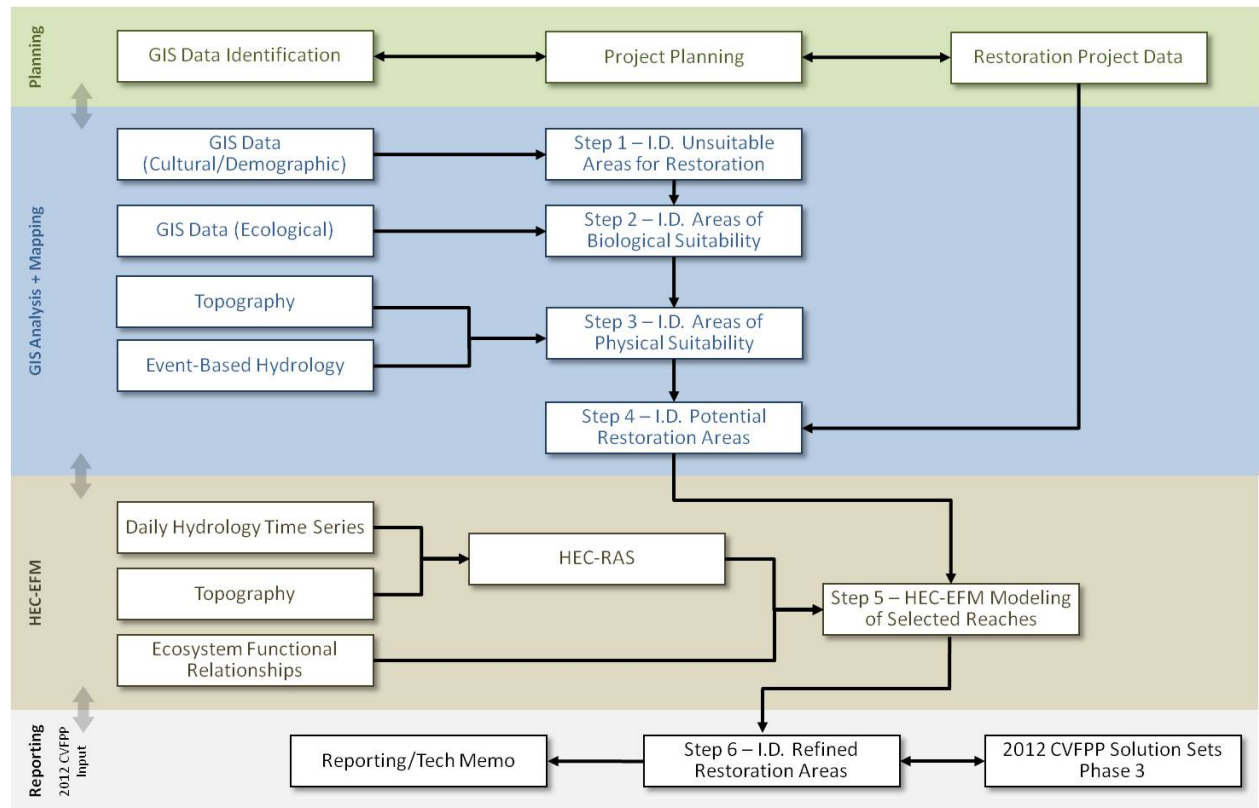 Planning
GIS Data Identification
Project Planning
Restoration Project Data
GIS Analysis + Mapping
GIS Data
(Cultural/Demographic)
Step 1 – I.D. Unsuitable
Areas for Restoration
GIS Data (Ecological)
Step 2 – I.D. Areas of
Biological Suitability
Topography
Event-Based Hydrology
Step 3 – I.D. Areas of
Physical Suitability
Step 4 – I.D. Potential
Restoration Areas
HEC-EFM
Daily Hydrology Time Series
Topography
HEC-RAS
Ecosystem Functional
Relationships
Step 5 – HEC-EFM Modeling
of Selected Reaches
Reporting
2012 CVFPP
Input
Reporting/Tech Memo
Step 6 – I.D. Refined
Restoration Areas
2012 CVFPP Solution Sets
Phase 3